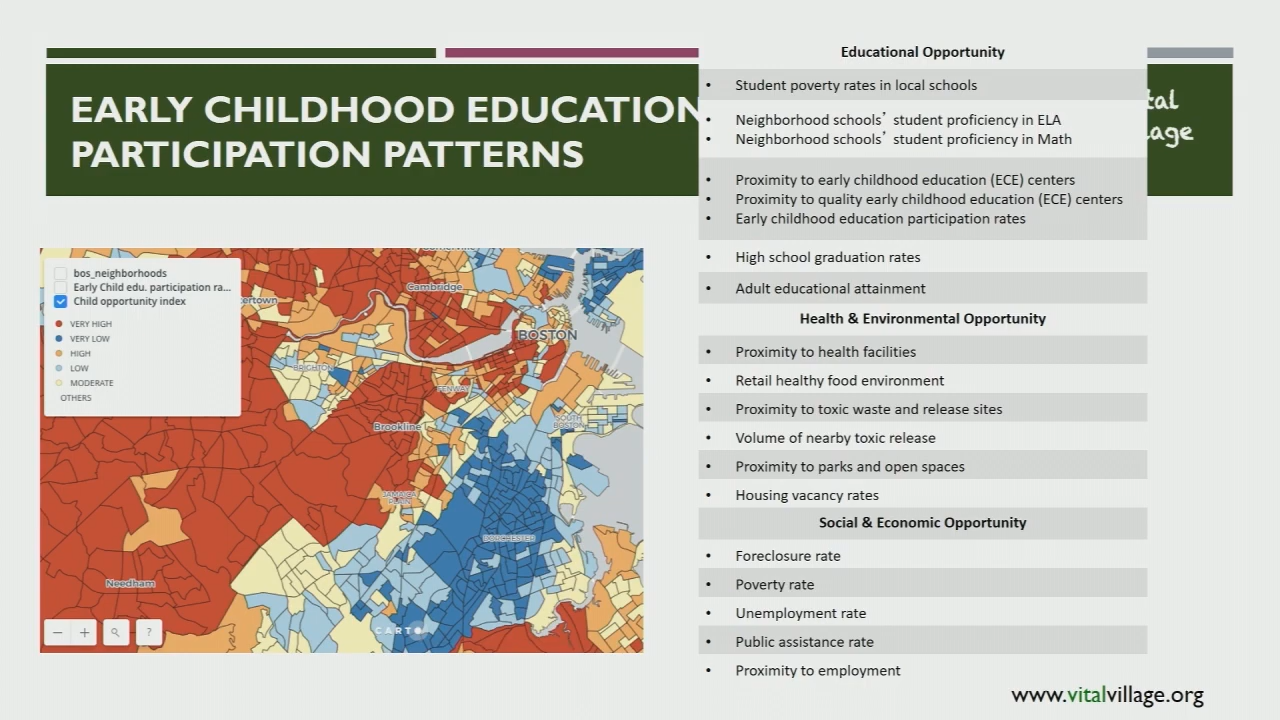 EARLY CHILDHOOD EDUCATION
PARTICIPATION PATTERNS
tal
lage
bos_neighborhoods
Early Child edu. participation ra...
Child opportunity index
VERY HIGH
VERY LOW
HIGH
LOW
MODERATE
OTHERS
Somerville
ertown
Cambridge
BOSTON
BRIGHTON
FENWAY
Brookline
SOUTH
BOSTON
JAMAICA
PLAIN
DORCHESTER
Needham
− + ?
CARTO
Educational Opportunity
• Student poverty rates in local schools
• Neighborhood schools’ student proficiency in ELA
• Neighborhood schools’ student proficiency in Math
• Proximity to early childhood education (ECE) centers
• Proximity to quality early childhood education (ECE) centers
• Early childhood education participation rates
• High school graduation rates
• Adult educational attainment
Health & Environmental Opportunity
• Proximity to health facilities
• Retail healthy food environment
• Proximity to toxic waste and release sites
• Volume of nearby toxic release
• Proximity to parks and open spaces
• Housing vacancy rates
Social & Economic Opportunity
• Foreclosure rate
• Poverty rate
• Unemployment rate
• Public assistance rate
• Proximity to employment
www.vitalvillage.org